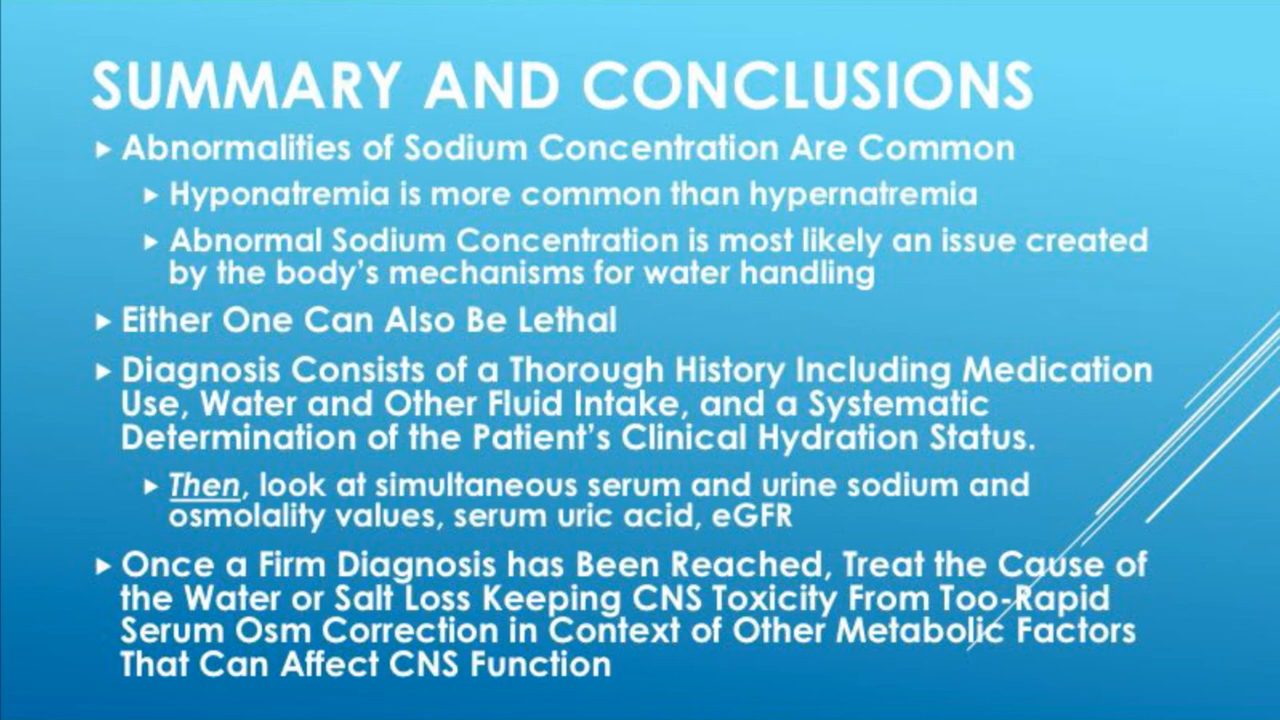 SUMMARY AND CONCLUSIONS
Abnormalities of Sodium Concentration Are Common
Hyponatremia is more common than hypernatremia
Abnormal Sodium Concentration is most likely an issue created
by the body's mechanisms for water handling
Either One Can Also Be Lethal
Diagnosis Consists of a Thorough History Including Medication
Use, Water and Other Fluid Intake, and a Systematic
Determination of the Patient's Clinical Hydration Status.
Then, look at simultaneous serum and urine sodium and
osmolality values, serum uric acid, eGFR
Once a Firm Diagnosis has Been Reached, Treat the Cause of
the Water or Salt Loss Keeping CNS Toxicity From Too-Rapid
Serum Osm Correction in Context of Other Metabolic Factors
That Can Affect CNS Function